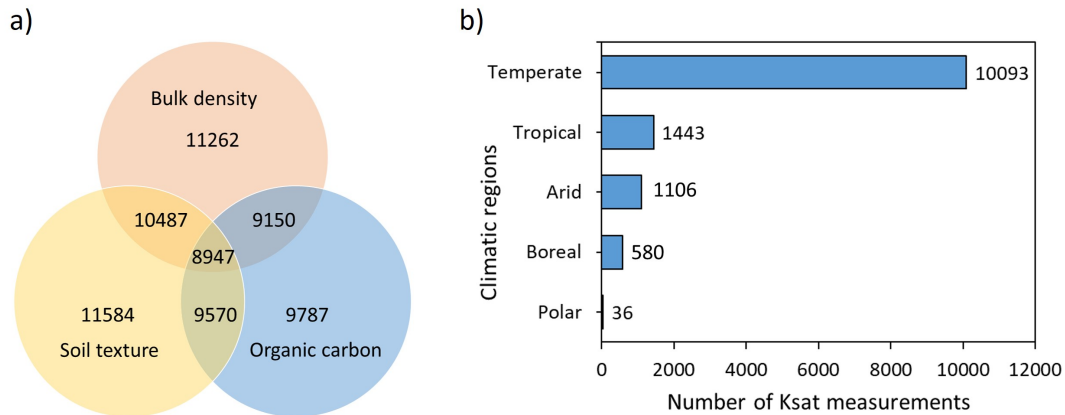 a)
Bulk density
11262
10487
9150
8947
11584
9570
9787
Soil texture
Organic carbon
b)
Climatic regions
Temperate
10093
Tropical
1443
Arid
1106
Boreal
580
Polar
36
0 2000 4000 6000 8000 10000 12000
Number of Ksat measurements